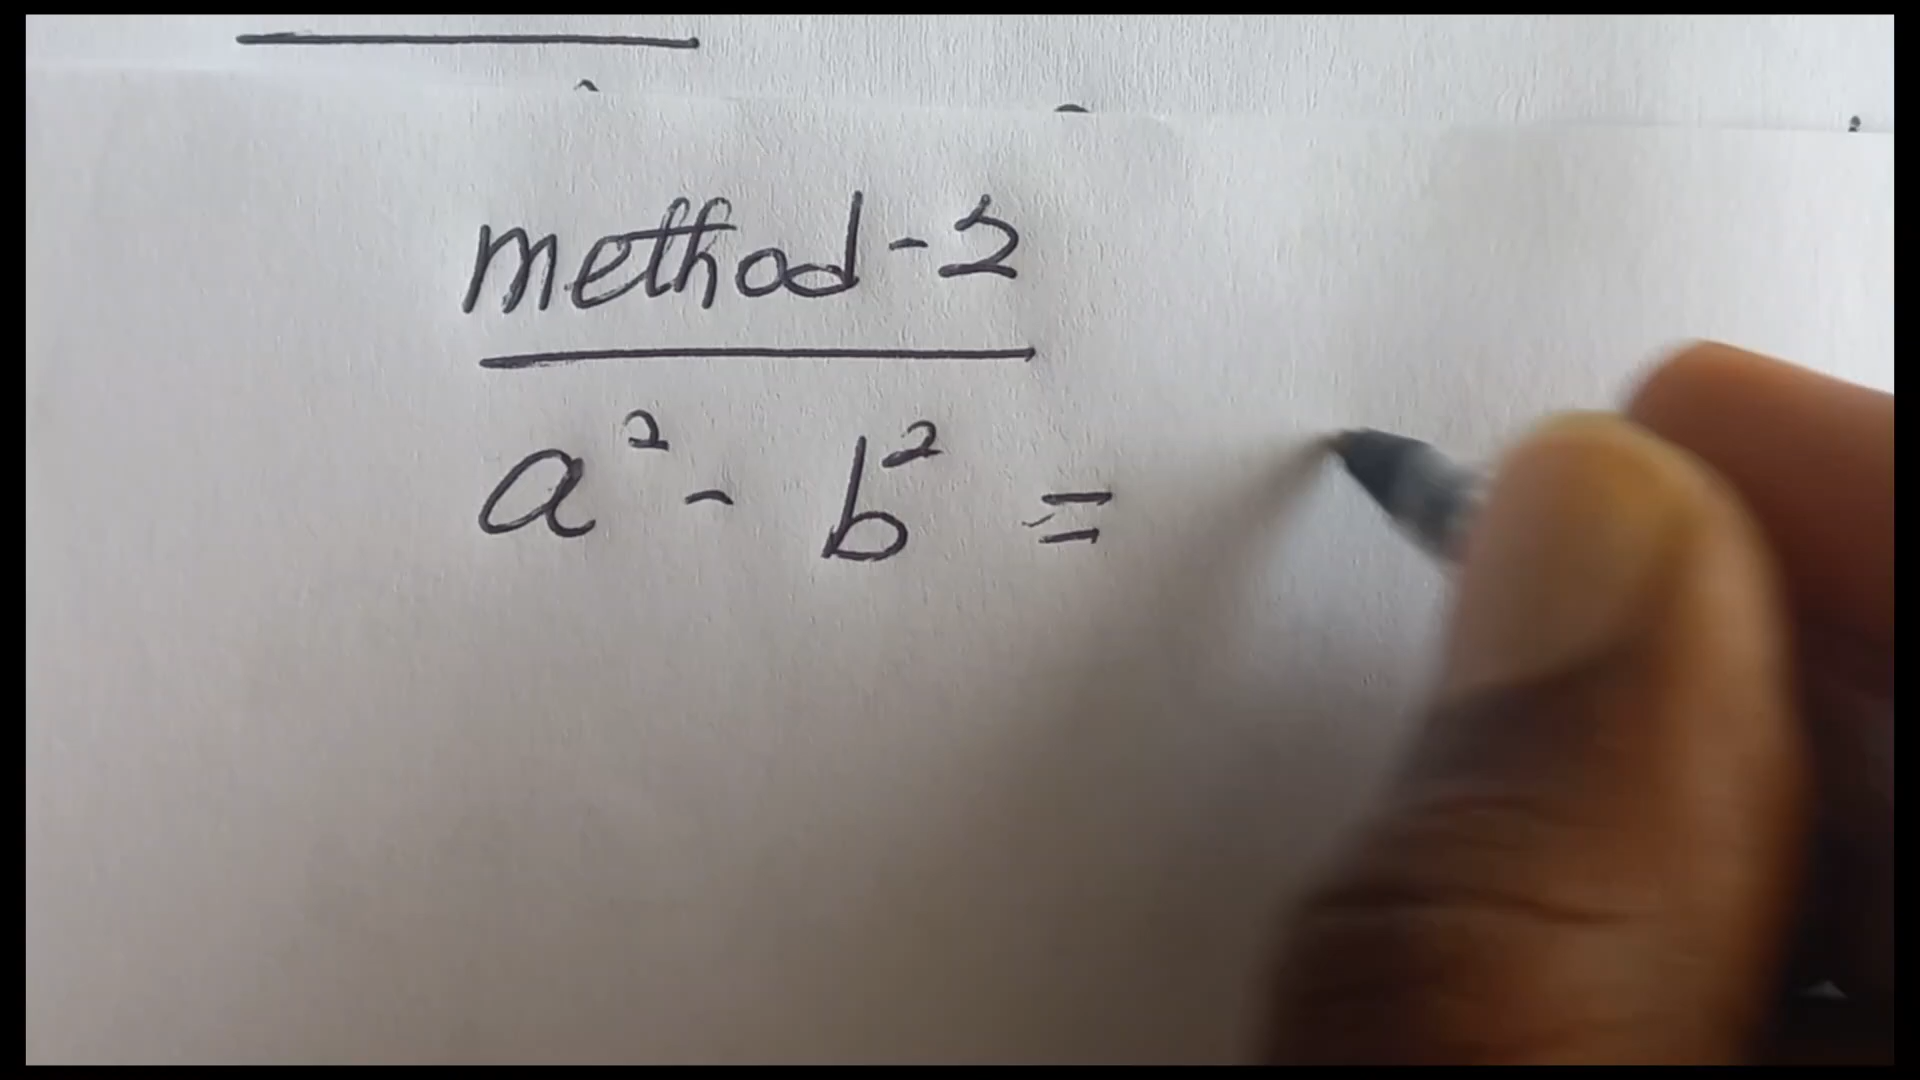 method-2
a² - b² =